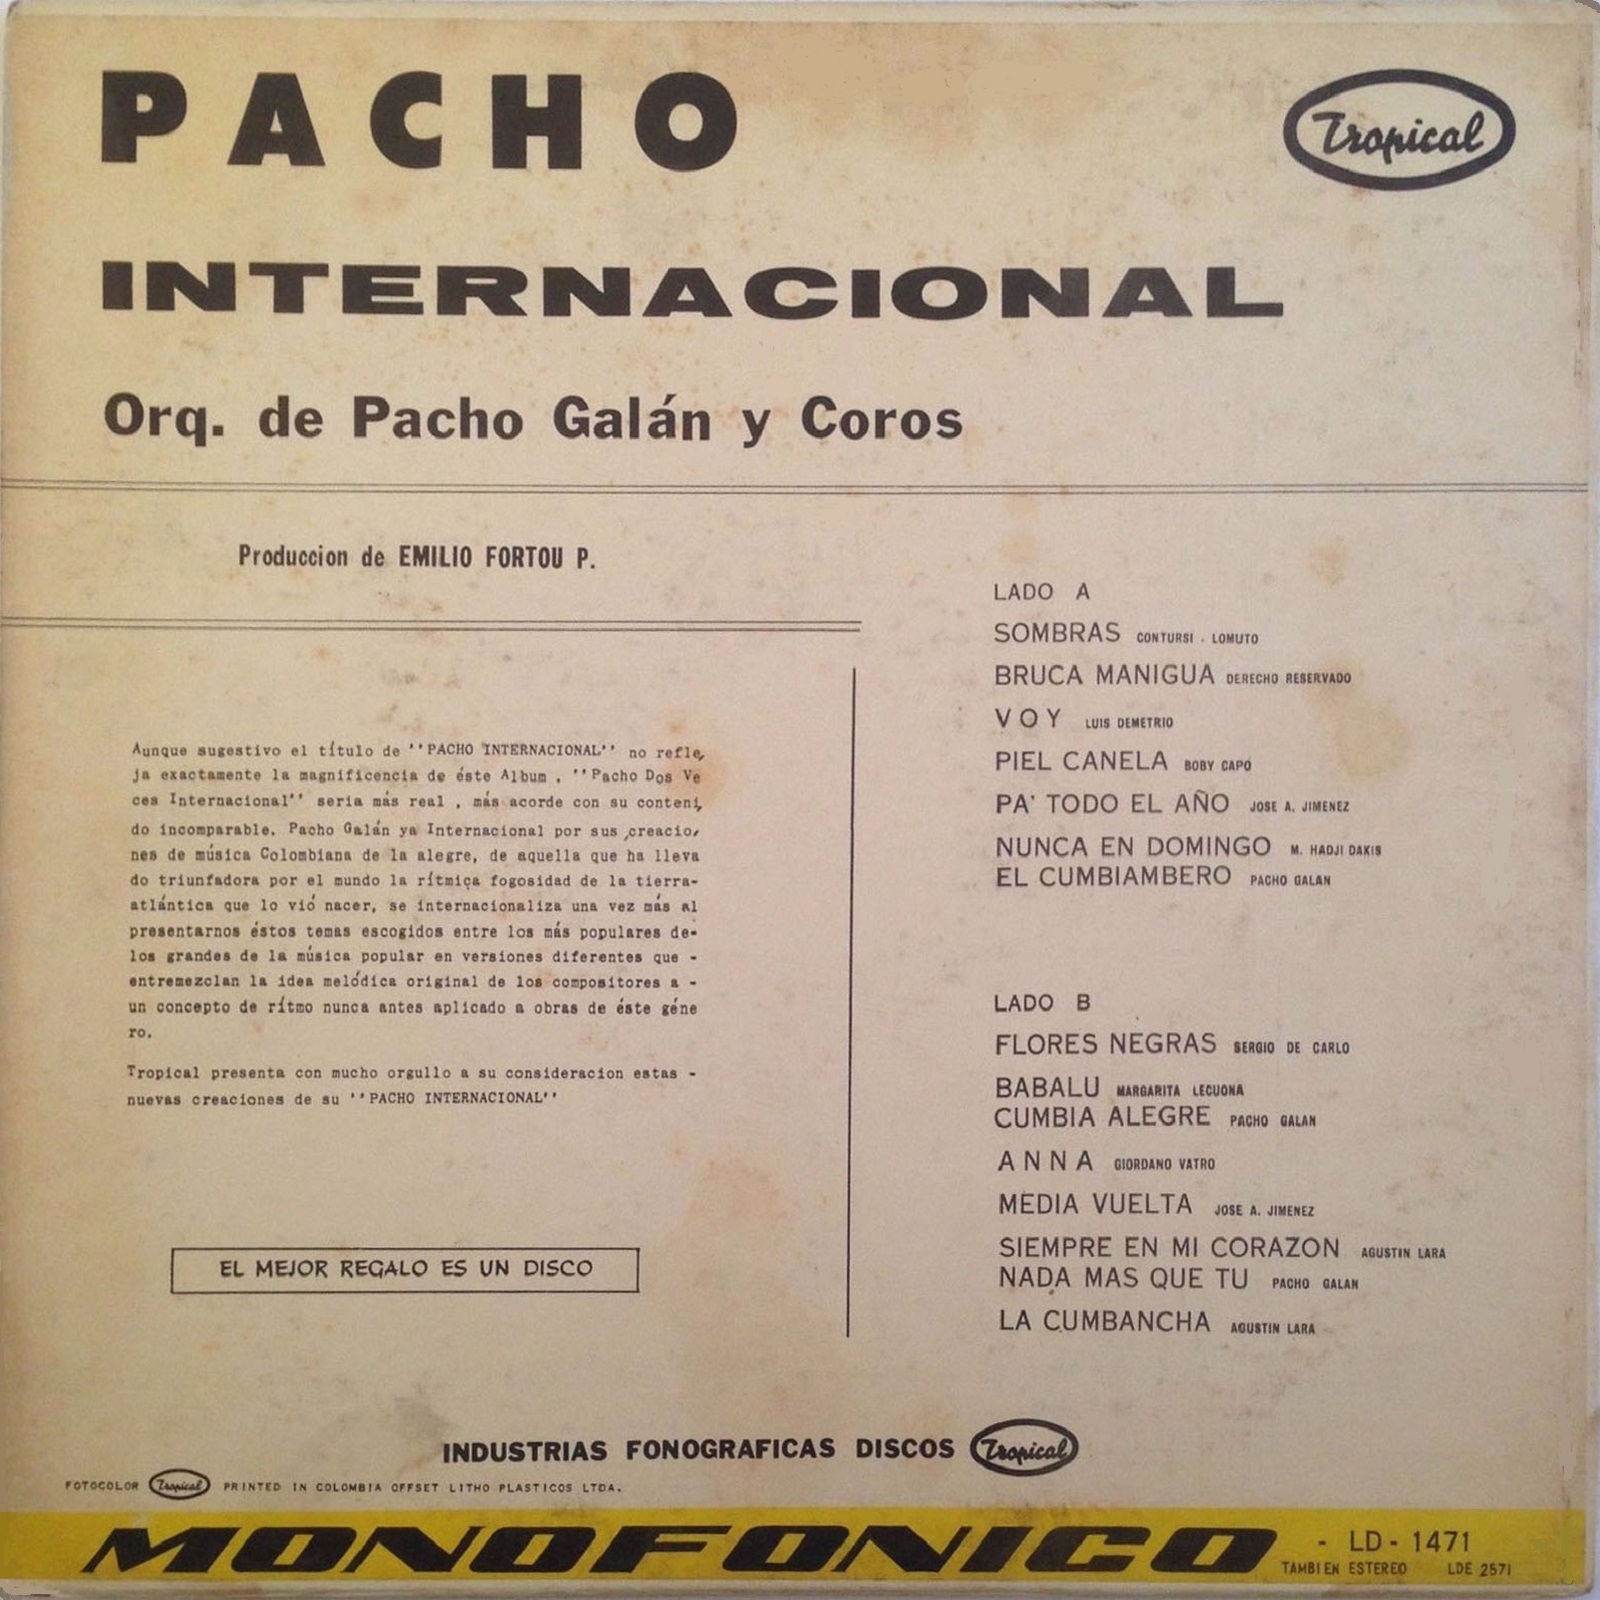 PACHO
Tropical
INTERNACIONAL
Orq. de Pacho Galán y Coros
Produccion de EMILIO FORTOU P.
Aunque sugestivo el título de ''PACHO INTERNACIONAL'' no refle,
ja exactamente la magnificencia de éste Album , ''Pacho Dos Ve
ces Internacional'' seria más real , más acorde con su conteni,
do incomparable. Pacho Galán ya Internacional por sus creacio,
nes de música Colombiana de la alegre, de aquella que ha lleva
do triunfadora por el mundo la rítmica fogosidad de la tierra-
atlántica que lo vió nacer, se internacionaliza una vez más al
presentarnos éstos temas escogidos entre los más populares de-
los grandes de la música popular en versiones diferentes que -
entremezclan la idea melódica original de los compositores a -
un concepto de rítmo nunca antes aplicado a obras de éste géne
ro.
Tropical presenta con mucho orgullo a su consideracion estas -
nuevas creaciones de su ''PACHO INTERNACIONAL''
EL MEJOR REGALO ES UN DISCO
LADO A
SOMBRAS CONTURSI - LOMUTO
BRUCA MANIGUA DERECHO RESERVADO
VOY LUIS DEMETRIO
PIEL CANELA BOBY CAPO
PA' TODO EL AÑO JOSE A. JIMENEZ
NUNCA EN DOMINGO M. HADJI DAKIS
EL CUMBIAMBERO PACHO GALAN
LADO B
FLORES NEGRAS SERGIO DE CARLO
BABALU MARGARITA LECUONA
CUMBIA ALEGRE PACHO GALAN
ANNA GIORDANO VATRO
MEDIA VUELTA JOSE A. JIMENEZ
SIEMPRE EN MI CORAZON AGUSTIN LARA
NADA MAS QUE TU PACHO GALAN
LA CUMBANCHA AGUSTIN LARA
INDUSTRIAS FONOGRAFICAS DISCOS Tropical
FOTOCOLOR Tropical PRINTED IN COLOMBIA OFFSET LITHO PLASTICOS LTDA.
MONOFONICO - LD - 1471
TAMBIEN ESTEREO LDE 2571